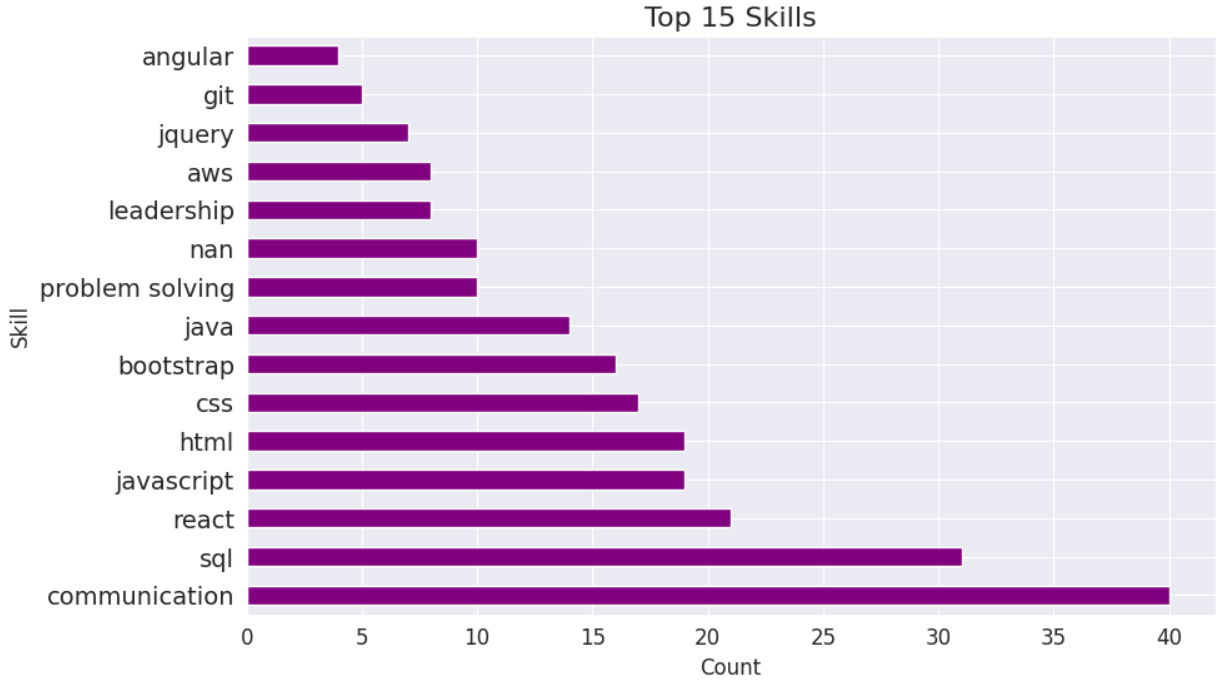 Top 15 Skills
angular
git
jquery
aws
leadership
nan
problem solving
java
bootstrap
css
html
javascript
react
sql
communication
Skill
0 5 10 15 20 25 30 35 40
Count